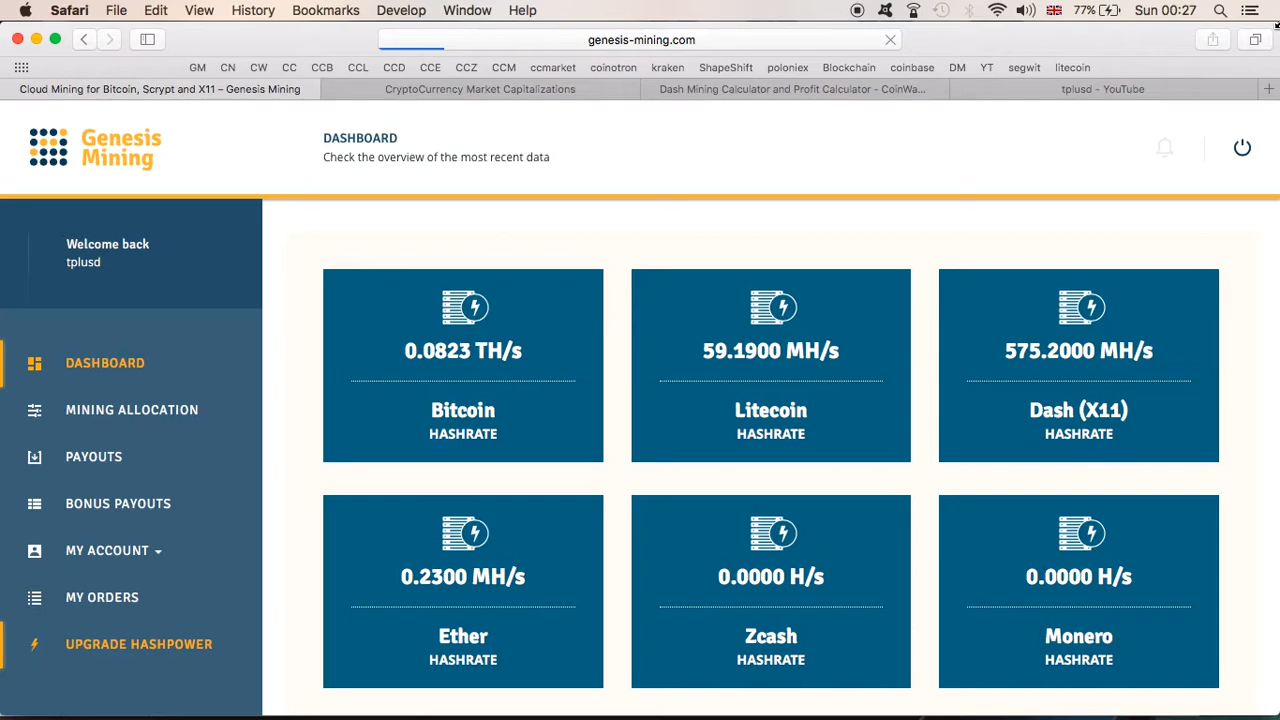 Safari File Edit View History Bookmarks Develop Window Help 77% Sun 00:27
genesis-mining.com
GM CN CW CC CCB CCL CCD CCE CCZ CCM ccmarket coinotron kraken ShapeShift poloniex Blockchain coinbase DM YT segwit litecoin
Cloud Mining for Bitcoin, Scrypt and X11 – Genesis Mining CryptoCurrency Market Capitalizations Dash Mining Calculator and Profit Calculator - CoinWa... tplusd - YouTube
Genesis
Mining
DASHBOARD
Check the overview of the most recent data
Welcome back
tplusd
DASHBOARD
MINING ALLOCATION
PAYOUTS
BONUS PAYOUTS
MY ACCOUNT
MY ORDERS
UPGRADE HASHPOWER
0.0823 TH/s
Bitcoin
HASHRATE
59.1900 MH/s
Litecoin
HASHRATE
575.2000 MH/s
Dash (X11)
HASHRATE
0.2300 MH/s
Ether
HASHRATE
0.0000 H/s
Zcash
HASHRATE
0.0000 H/s
Monero
HASHRATE